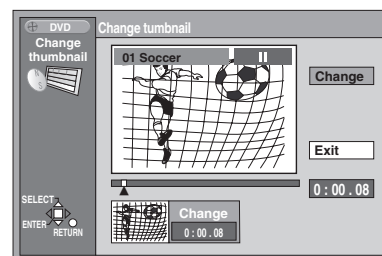 DVD
Change tumbnail
Change
thumbnail
01 Soccer
Change
Exit
0 : 00 . 08
SELECT
ENTER
RETURN
Change
0 : 00 . 08